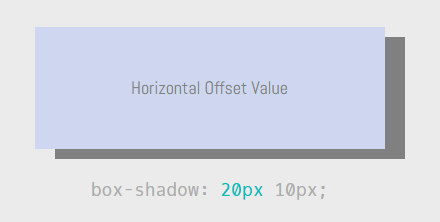 Horizontal Offset Value
box-shadow: 20px 10px;